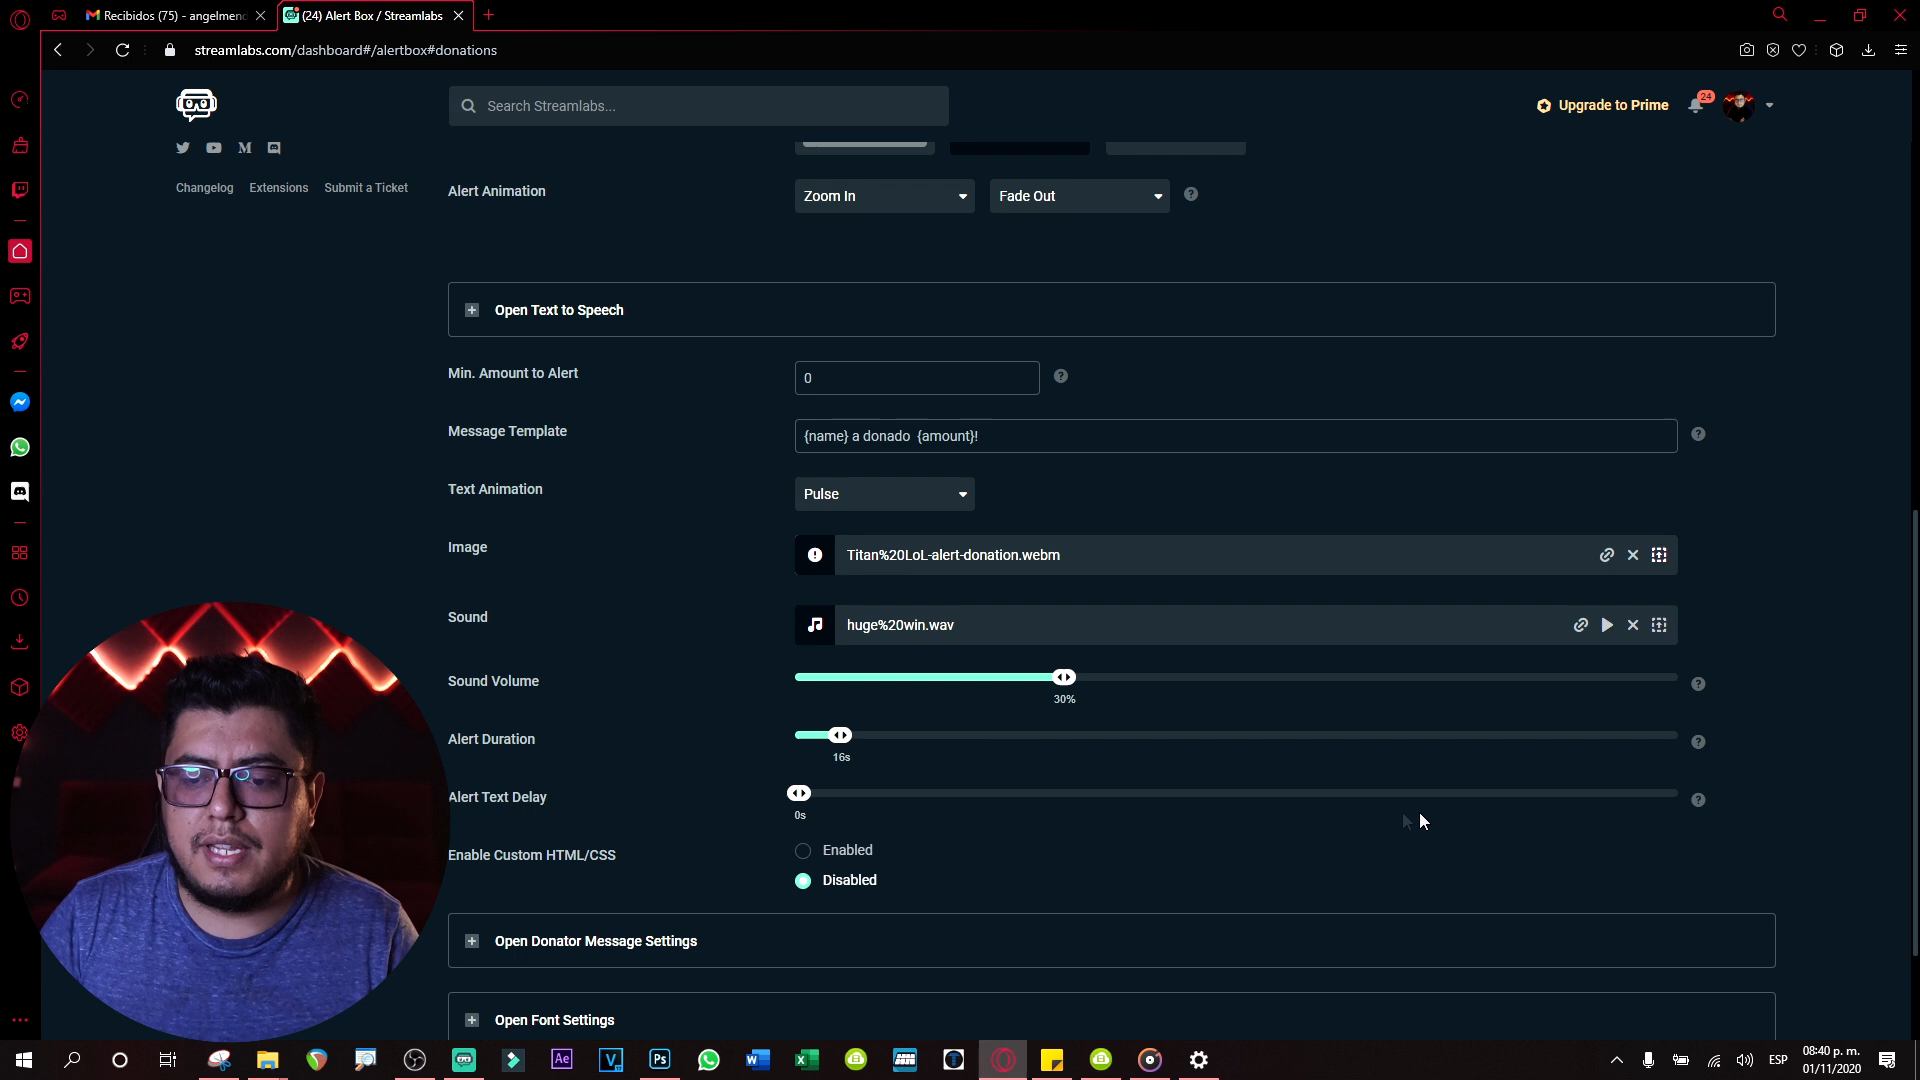 Recibidos (75) - angelmend
(24) Alert Box / Streamlabs
streamlabs.com/dashboard#/alertbox#donations
Search Streamlabs...
Upgrade to Prime
24
Changelog Extensions Submit a Ticket
Alert Animation
Zoom In
Fade Out
Open Text to Speech
Min. Amount to Alert
0
Message Template
{name} a donado {amount}!
Text Animation
Pulse
Image
Titan%20LoL-alert-donation.webm
Sound
huge%20win.wav
Sound Volume
30%
Alert Duration
16s
Alert Text Delay
0s
Enable Custom HTML/CSS
Enabled
Disabled
Open Donator Message Settings
Open Font Settings
Ae
Ps
ESP
08:40 p. m.
01/11/2020